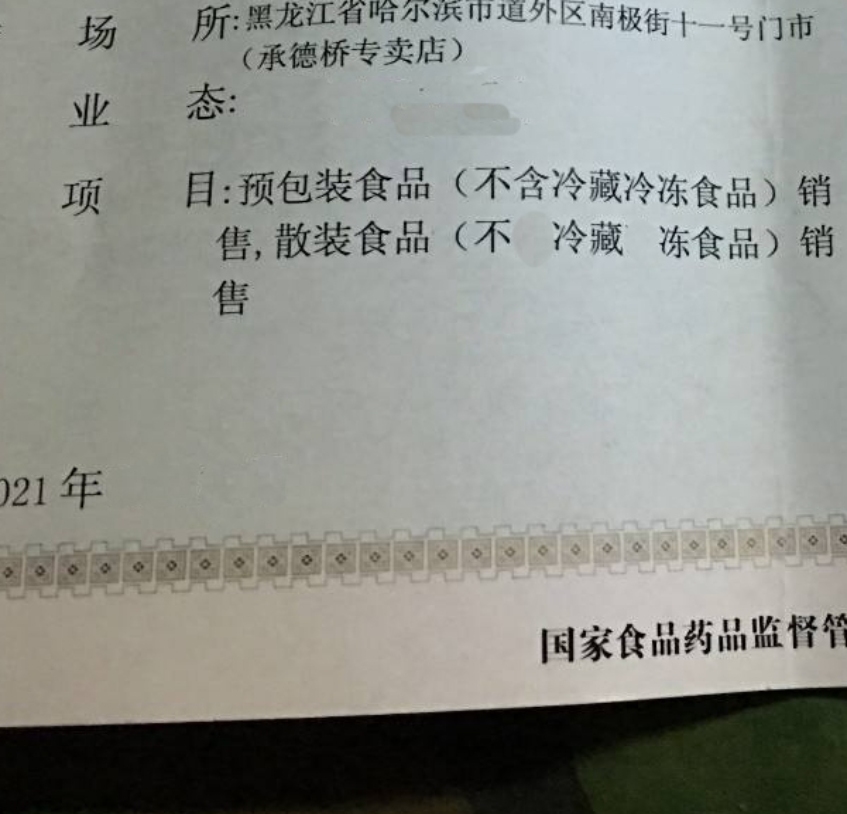 场 所:黑龙江省哈尔滨市道外区南极街十一号门市
(承德桥专卖店)
业 态:
项 目:预包装食品(不含冷藏冷冻食品)销
售,散装食品(不 冷藏 冻食品)销
售
021年
国家食品药品监督管